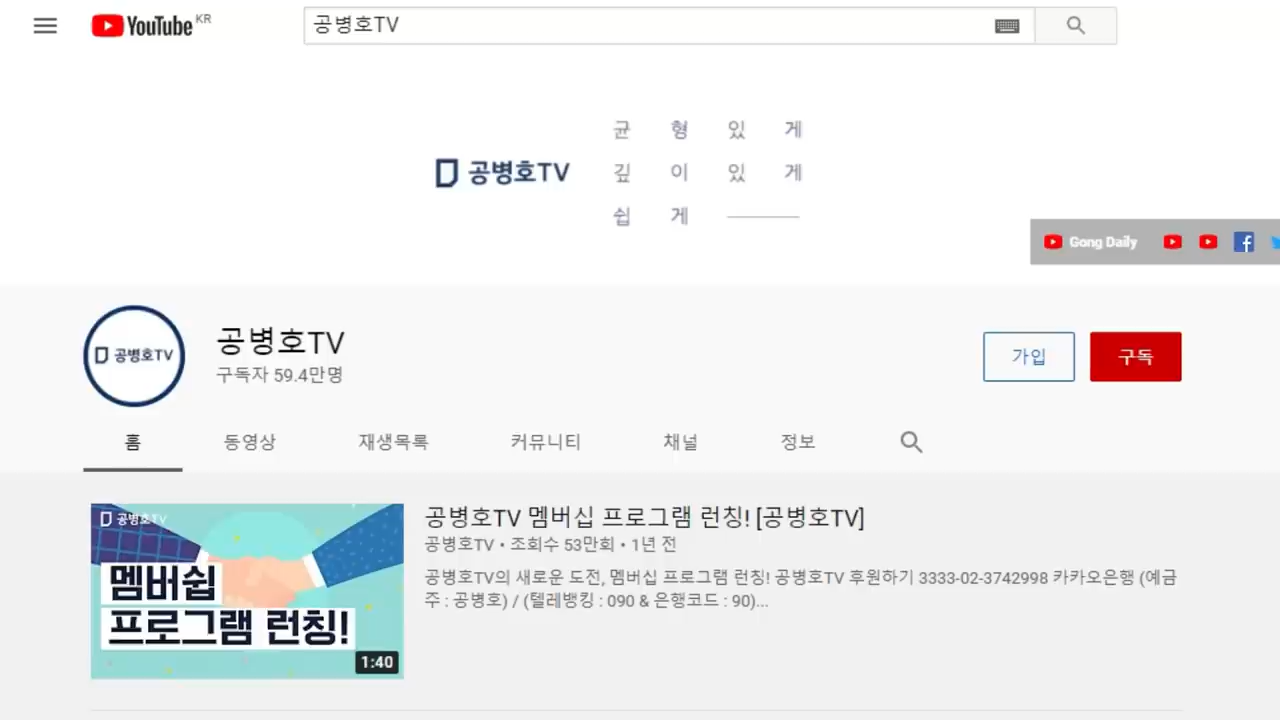 YouTube KR
공병호TV
공병호TV
균 형 있 게
깊 이 있 게
쉽 게
Gong Daily
공병호TV
공병호TV
구독자 59.4만명
가입
구독
홈
동영상
재생목록
커뮤니티
채널
정보
공병호TV
멤버쉽
프로그램 런칭!
1:40
공병호TV 멤버십 프로그램 런칭! [공병호TV]
공병호TV • 조회수 53만회 • 1년 전
공병호TV의 새로운 도전, 멤버십 프로그램 런칭! 공병호TV 후원하기 3333-02-3742998 카카오은행 (예금
주 : 공병호) / (텔레뱅킹 : 090 & 은행코드 : 90)...